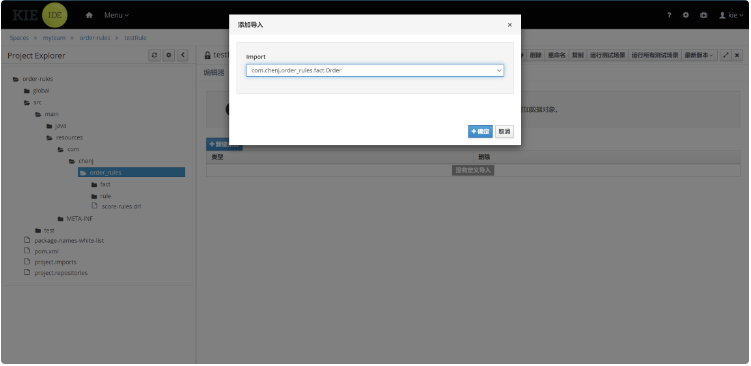 KIE IDE
Menu
?
kie
Spaces » myteam » order-rules » testRule
Project Explorer
order-rules
global
src
main
java
resources
com
chenj
order_rules
fact
rule
score-rules.drl
META-INF
test
package-names-white-list
pom.xml
project.imports
project.repositories
添加导入
×
Import
com.chenj.order_rules.fact.Order
+ 确定
取消
编辑器
删除
重命名
复制
运行测试场景
运行所有测试场景
最新版本
加数据对象。
类型
删除
没有定义导入